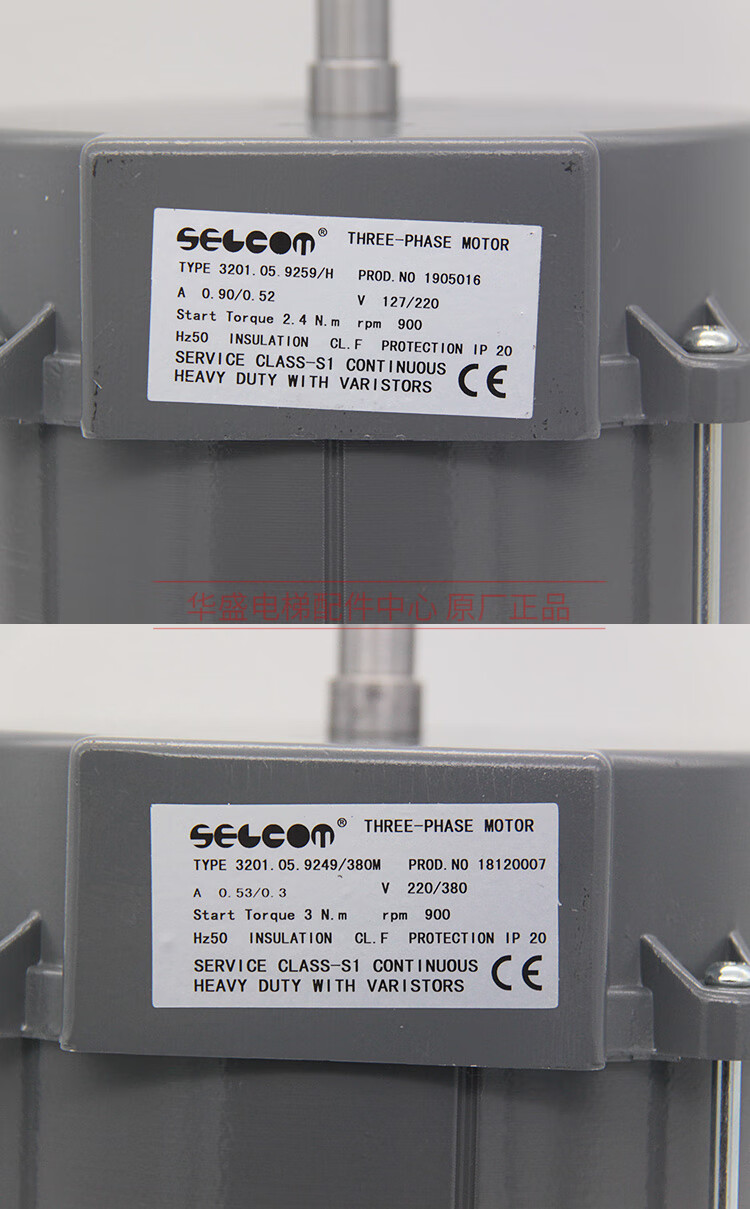 SELCOM® THREE-PHASE MOTOR
TYPE 3201.05.9259/H PROD.NO 1905016
A 0.90/0.52 V 127/220
Start Torque 2.4 N.m rpm 900
Hz50 INSULATION CL.F PROTECTION IP 20
SERVICE CLASS-S1 CONTINUOUS
HEAVY DUTY WITH VARISTORS CE
华盛电梯配件中心 原厂正品
SELCOM® THREE-PHASE MOTOR
TYPE 3201.05.9249/380M PROD.NO 18120007
A 0.53/0.3 V 220/380
Start Torque 3 N.m rpm 900
Hz50 INSULATION CL.F PROTECTION IP 20
SERVICE CLASS-S1 CONTINUOUS
HEAVY DUTY WITH VARISTORS CE